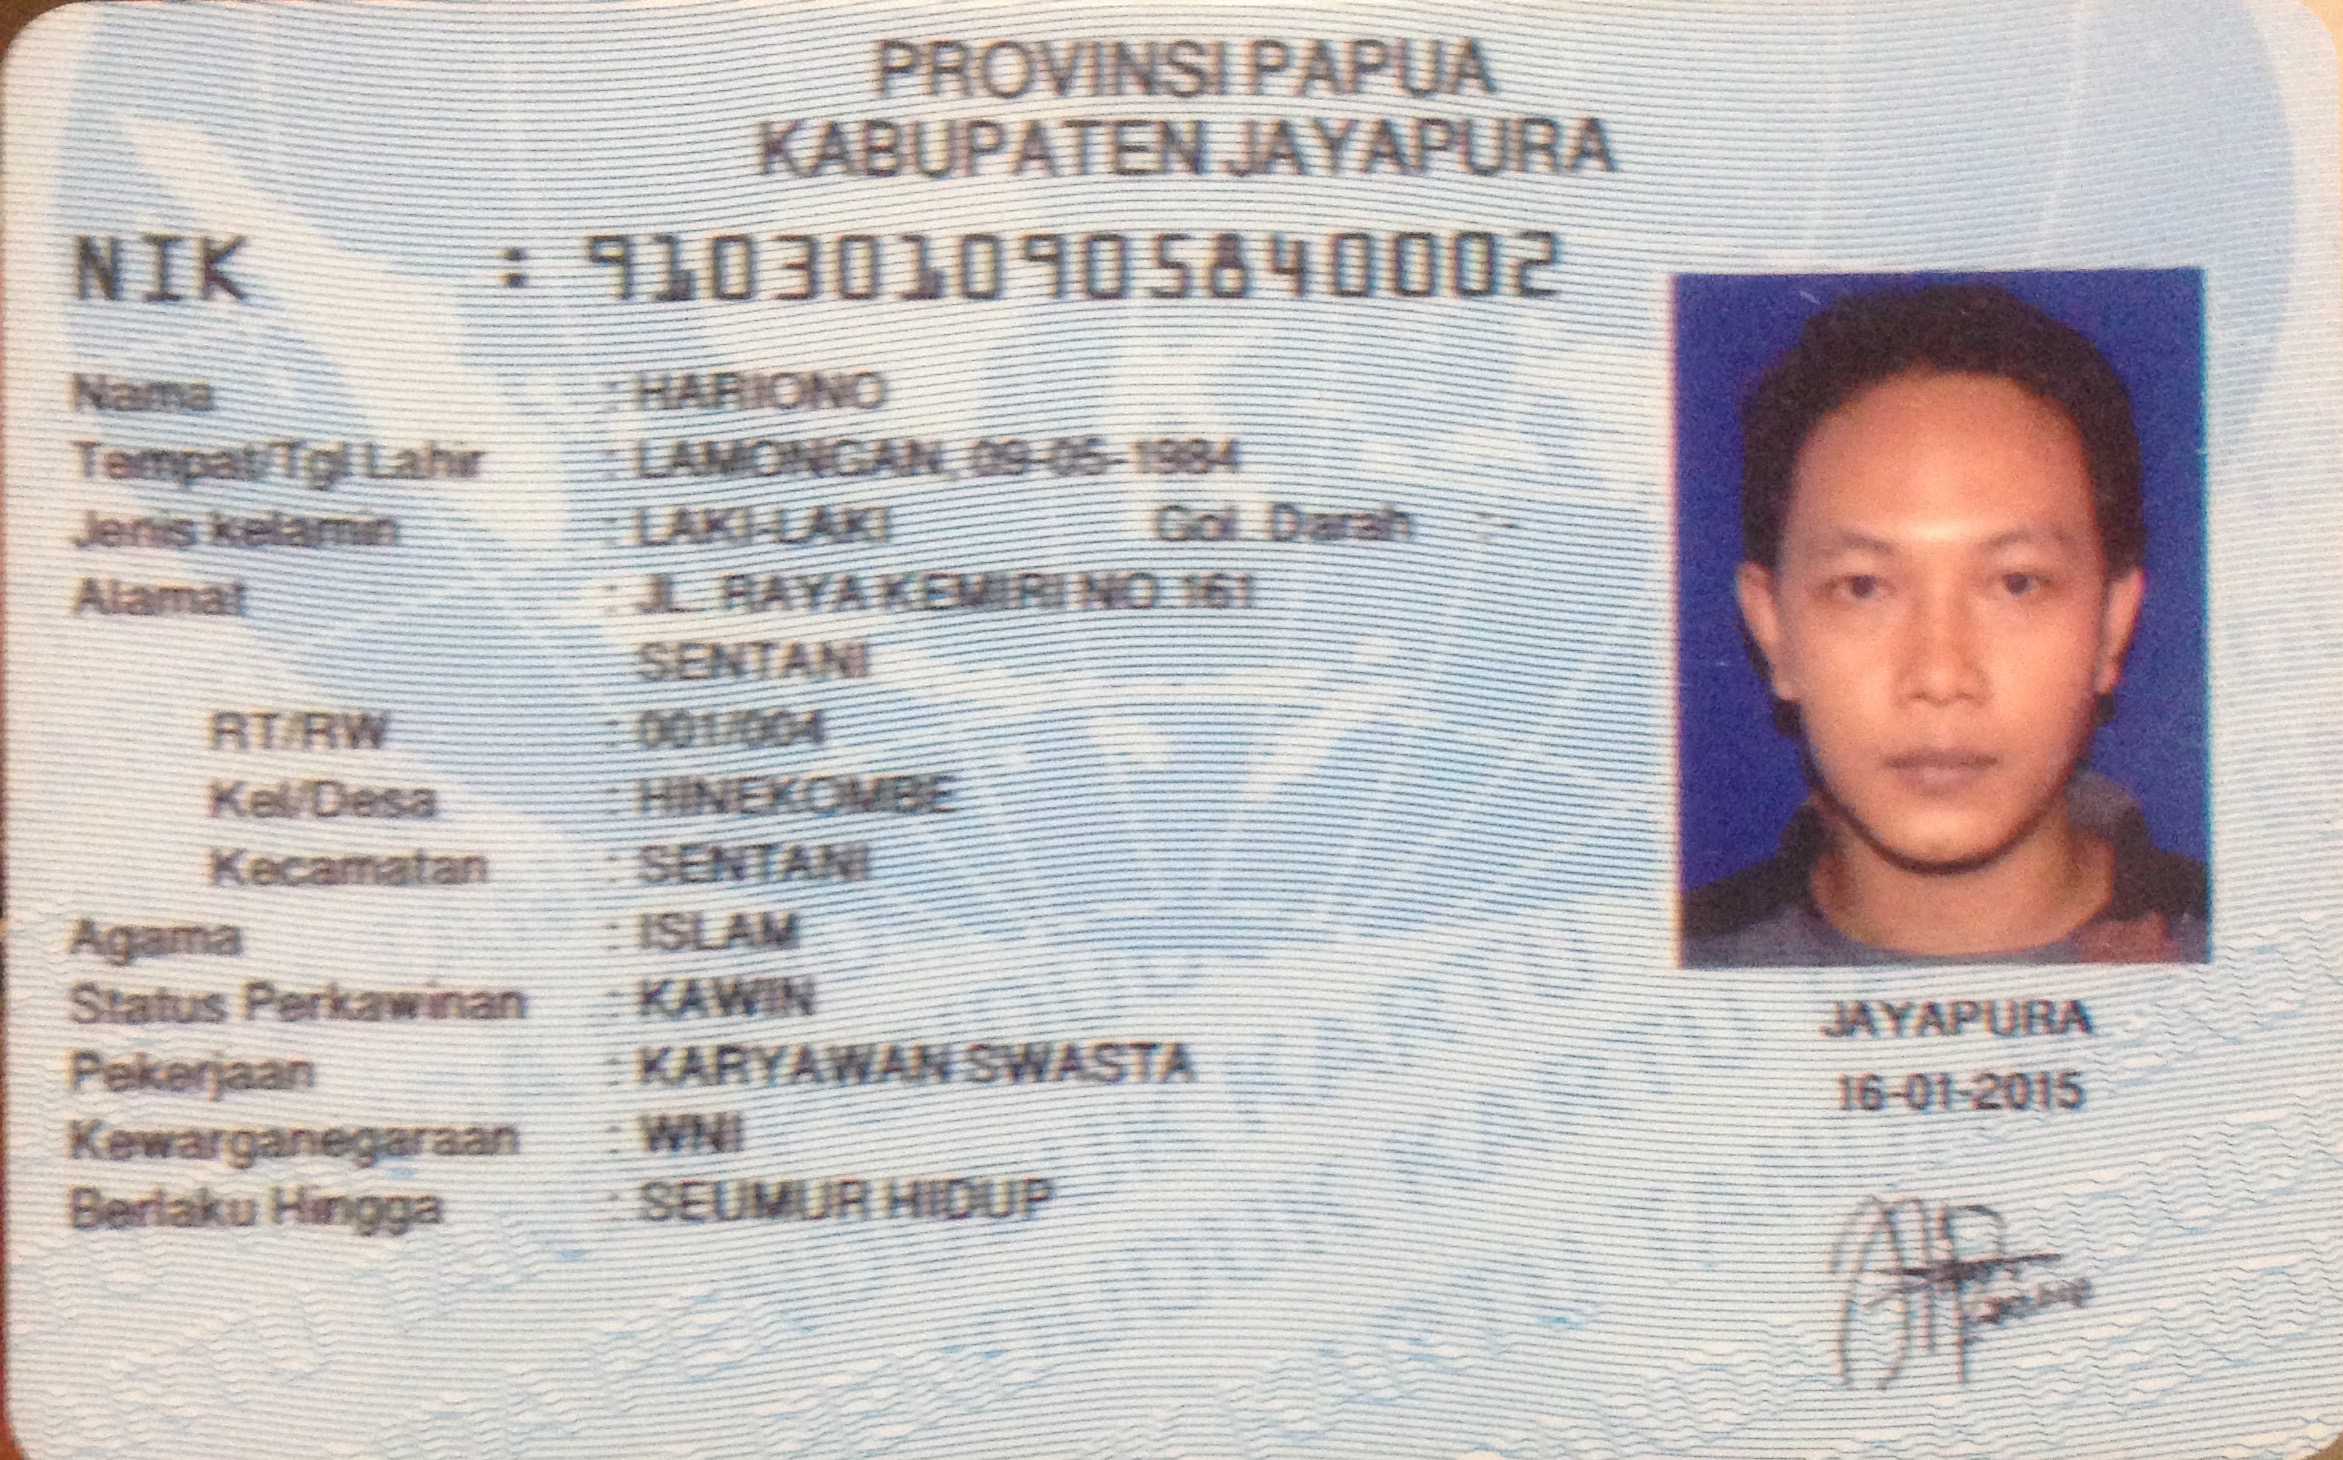 PROVINSI PAPUA
KABUPATEN JAYAPURA
NIK : 9103010905840002
Nama : HARIONO
Tempat/Tgl Lahir : LAMONGAN, 09-05-1984
Jenis kelamin : LAKI-LAKI Gol. Darah : -
Alamat : JL. RAYA KEMIRI NO 161
SENTANI
RT/RW : 001/004
Kel/Desa : HINEKOMBE
Kecamatan : SENTANI
Agama : ISLAM
Status Perkawinan : KAWIN
Pekerjaan : KARYAWAN SWASTA
Kewarganegaraan : WNI
Berlaku Hingga : SEUMUR HIDUP
JAYAPURA
16-01-2015